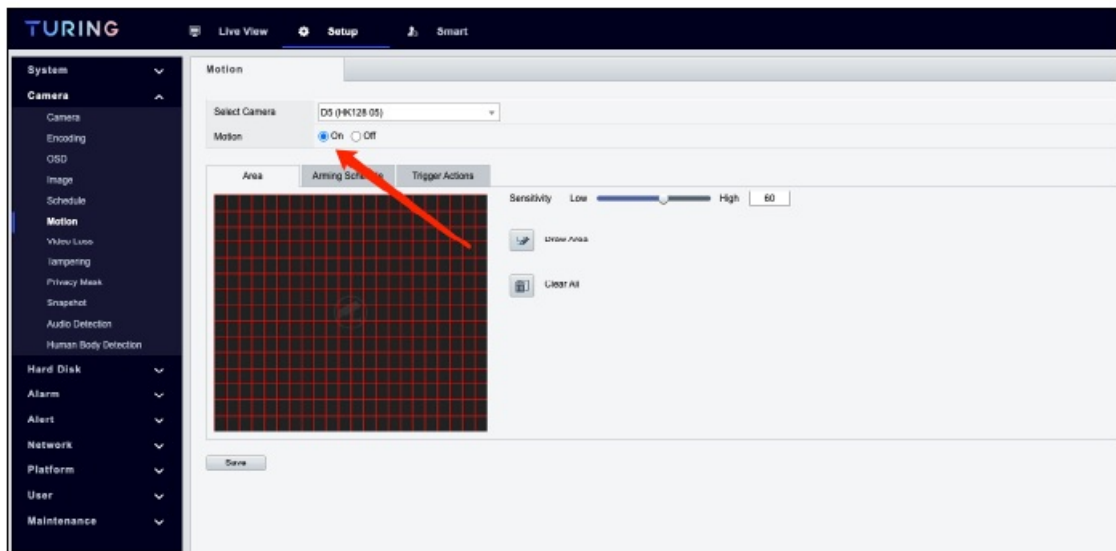 TURING
Live View Setup Smart
System
Camera
Camera
Encoding
OSD
Image
Schedule
Motion
Video Loss
Tampering
Privacy Mask
Snapshot
Audio Detection
Human Body Detection
Hard Disk
Alarm
Alert
Network
Platform
User
Maintenance
Motion
Select Camera D5 (HK128 05)
Motion On Off
Area Arming Schedule Trigger Actions
Sensitivity Low High 60
Draw Area
Clear All
Save